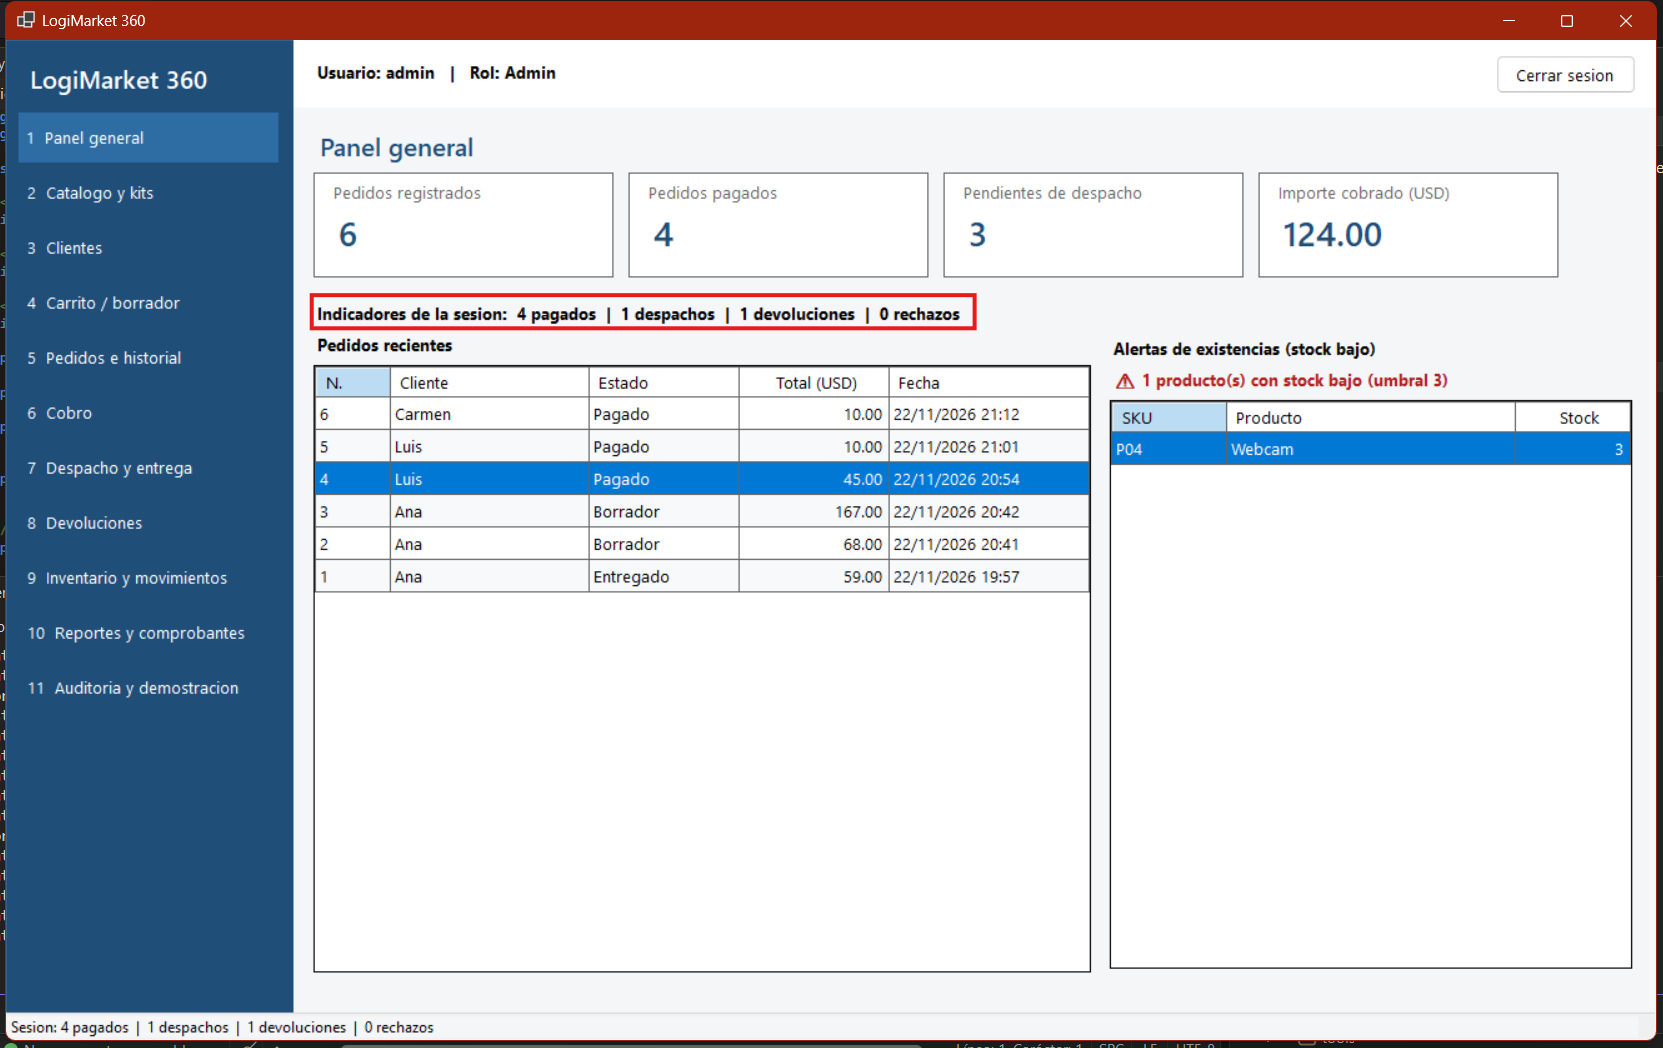 LogiMarket 360
LogiMarket 360
Usuario: admin | Rol: Admin
Cerrar sesion
1 Panel general
2 Catalogo y kits
3 Clientes
4 Carrito / borrador
5 Pedidos e historial
6 Cobro
7 Despacho y entrega
8 Devoluciones
9 Inventario y movimientos
10 Reportes y comprobantes
11 Auditoria y demostracion
Panel general
Pedidos registrados
6
Pedidos pagados
4
Pendientes de despacho
3
Importe cobrado (USD)
124.00
Indicadores de la sesion: 4 pagados | 1 despachos | 1 devoluciones | 0 rechazos
Pedidos recientes
N. Cliente Estado Total (USD) Fecha
6 Carmen Pagado 10.00 22/11/2026 21:12
5 Luis Pagado 10.00 22/11/2026 21:01
4 Luis Pagado 45.00 22/11/2026 20:54
3 Ana Borrador 167.00 22/11/2026 20:42
2 Ana Borrador 68.00 22/11/2026 20:41
1 Ana Entregado 59.00 22/11/2026 19:57
Alertas de existencias (stock bajo)
⚠ 1 producto(s) con stock bajo (umbral 3)
SKU Producto Stock
P04 Webcam 3
Sesion: 4 pagados | 1 despachos | 1 devoluciones | 0 rechazos